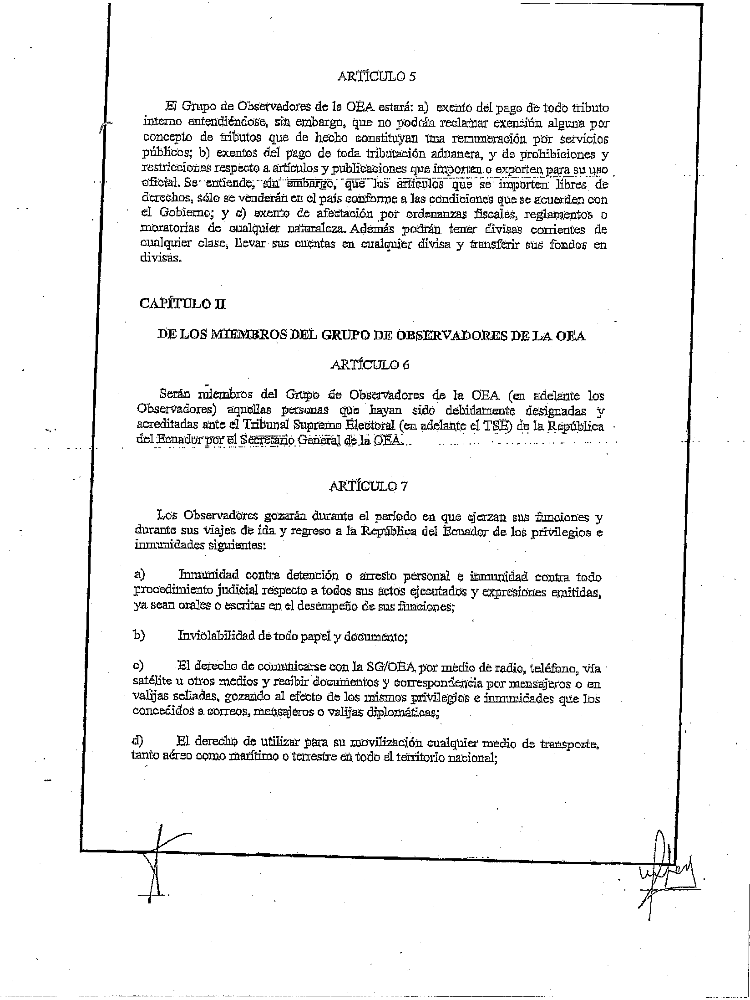 ARTÍCULO 5
El Grupo de Observadores de la OEA estará: a) exento del pago de todo tributo
interno entendiéndose, sin embargo, que no podrán reclamar exención alguna por
concepto de tributos que de hecho constituyan una remuneración por servicios
públicos; b) exentos del pago de toda tributación aduanera, y de prohibiciones y
restricciones respecto a artículos y publicaciones que importen o exporten para su uso
oficial. Se entiende, sin embargo, que los artículos que se importen libres de
derechos, sólo se venderán en el país conforme a las condiciones que se acuerden con
el Gobierno; y c) exento de afectación por ordenanzas fiscales, reglamentos o
moratorias de cualquier naturaleza. Además podrán tener divisas corrientes de
cualquier clase, llevar sus cuentas en cualquier divisa y transferir sus fondos en
divisas.
CAPÍTULO II
DE LOS MIEMBROS DEL GRUPO DE OBSERVADORES DE LA OEA
ARTÍCULO 6
Serán miembros del Grupo de Observadores de la OEA (en adelante los
Observadores) aquellas personas que hayan sido debidamente designadas y
acreditadas ante el Tribunal Supremo Electoral (en adelante el TSE) de la República
del Ecuador por el Secretario General de la OEA.
ARTÍCULO 7
Los Observadores gozarán durante el período en que ejerzan sus funciones y
durante sus viajes de ida y regreso a la República del Ecuador de los privilegios e
inmunidades siguientes:
a) Inmunidad contra detención o arresto personal e inmunidad contra todo
procedimiento judicial respecto a todos sus actos ejecutados y expresiones emitidas,
ya sean orales o escritas en el desempeño de sus funciones;
b) Inviolabilidad de todo papel y documento;
c) El derecho de comunicarse con la SG/OEA por medio de radio, teléfono, vía
satélite u otros medios y recibir documentos y correspondencia por mensajeros o en
valijas selladas, gozando al efecto de los mismos privilegios e inmunidades que los
concedidos a correos, mensajeros o valijas diplomáticas;
d) El derecho de utilizar para su movilización cualquier medio de transporte,
tanto aéreo como marítimo o terrestre en todo el territorio nacional;